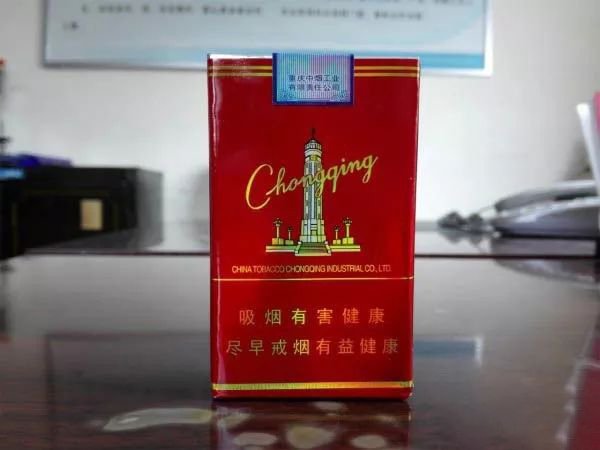 重庆中烟工业
有限责任公司
Chongqing
CHINA TOBACCO CHONGQING INDUSTRIAL CO., LTD.
吸烟有害健康
尽早戒烟有益健康